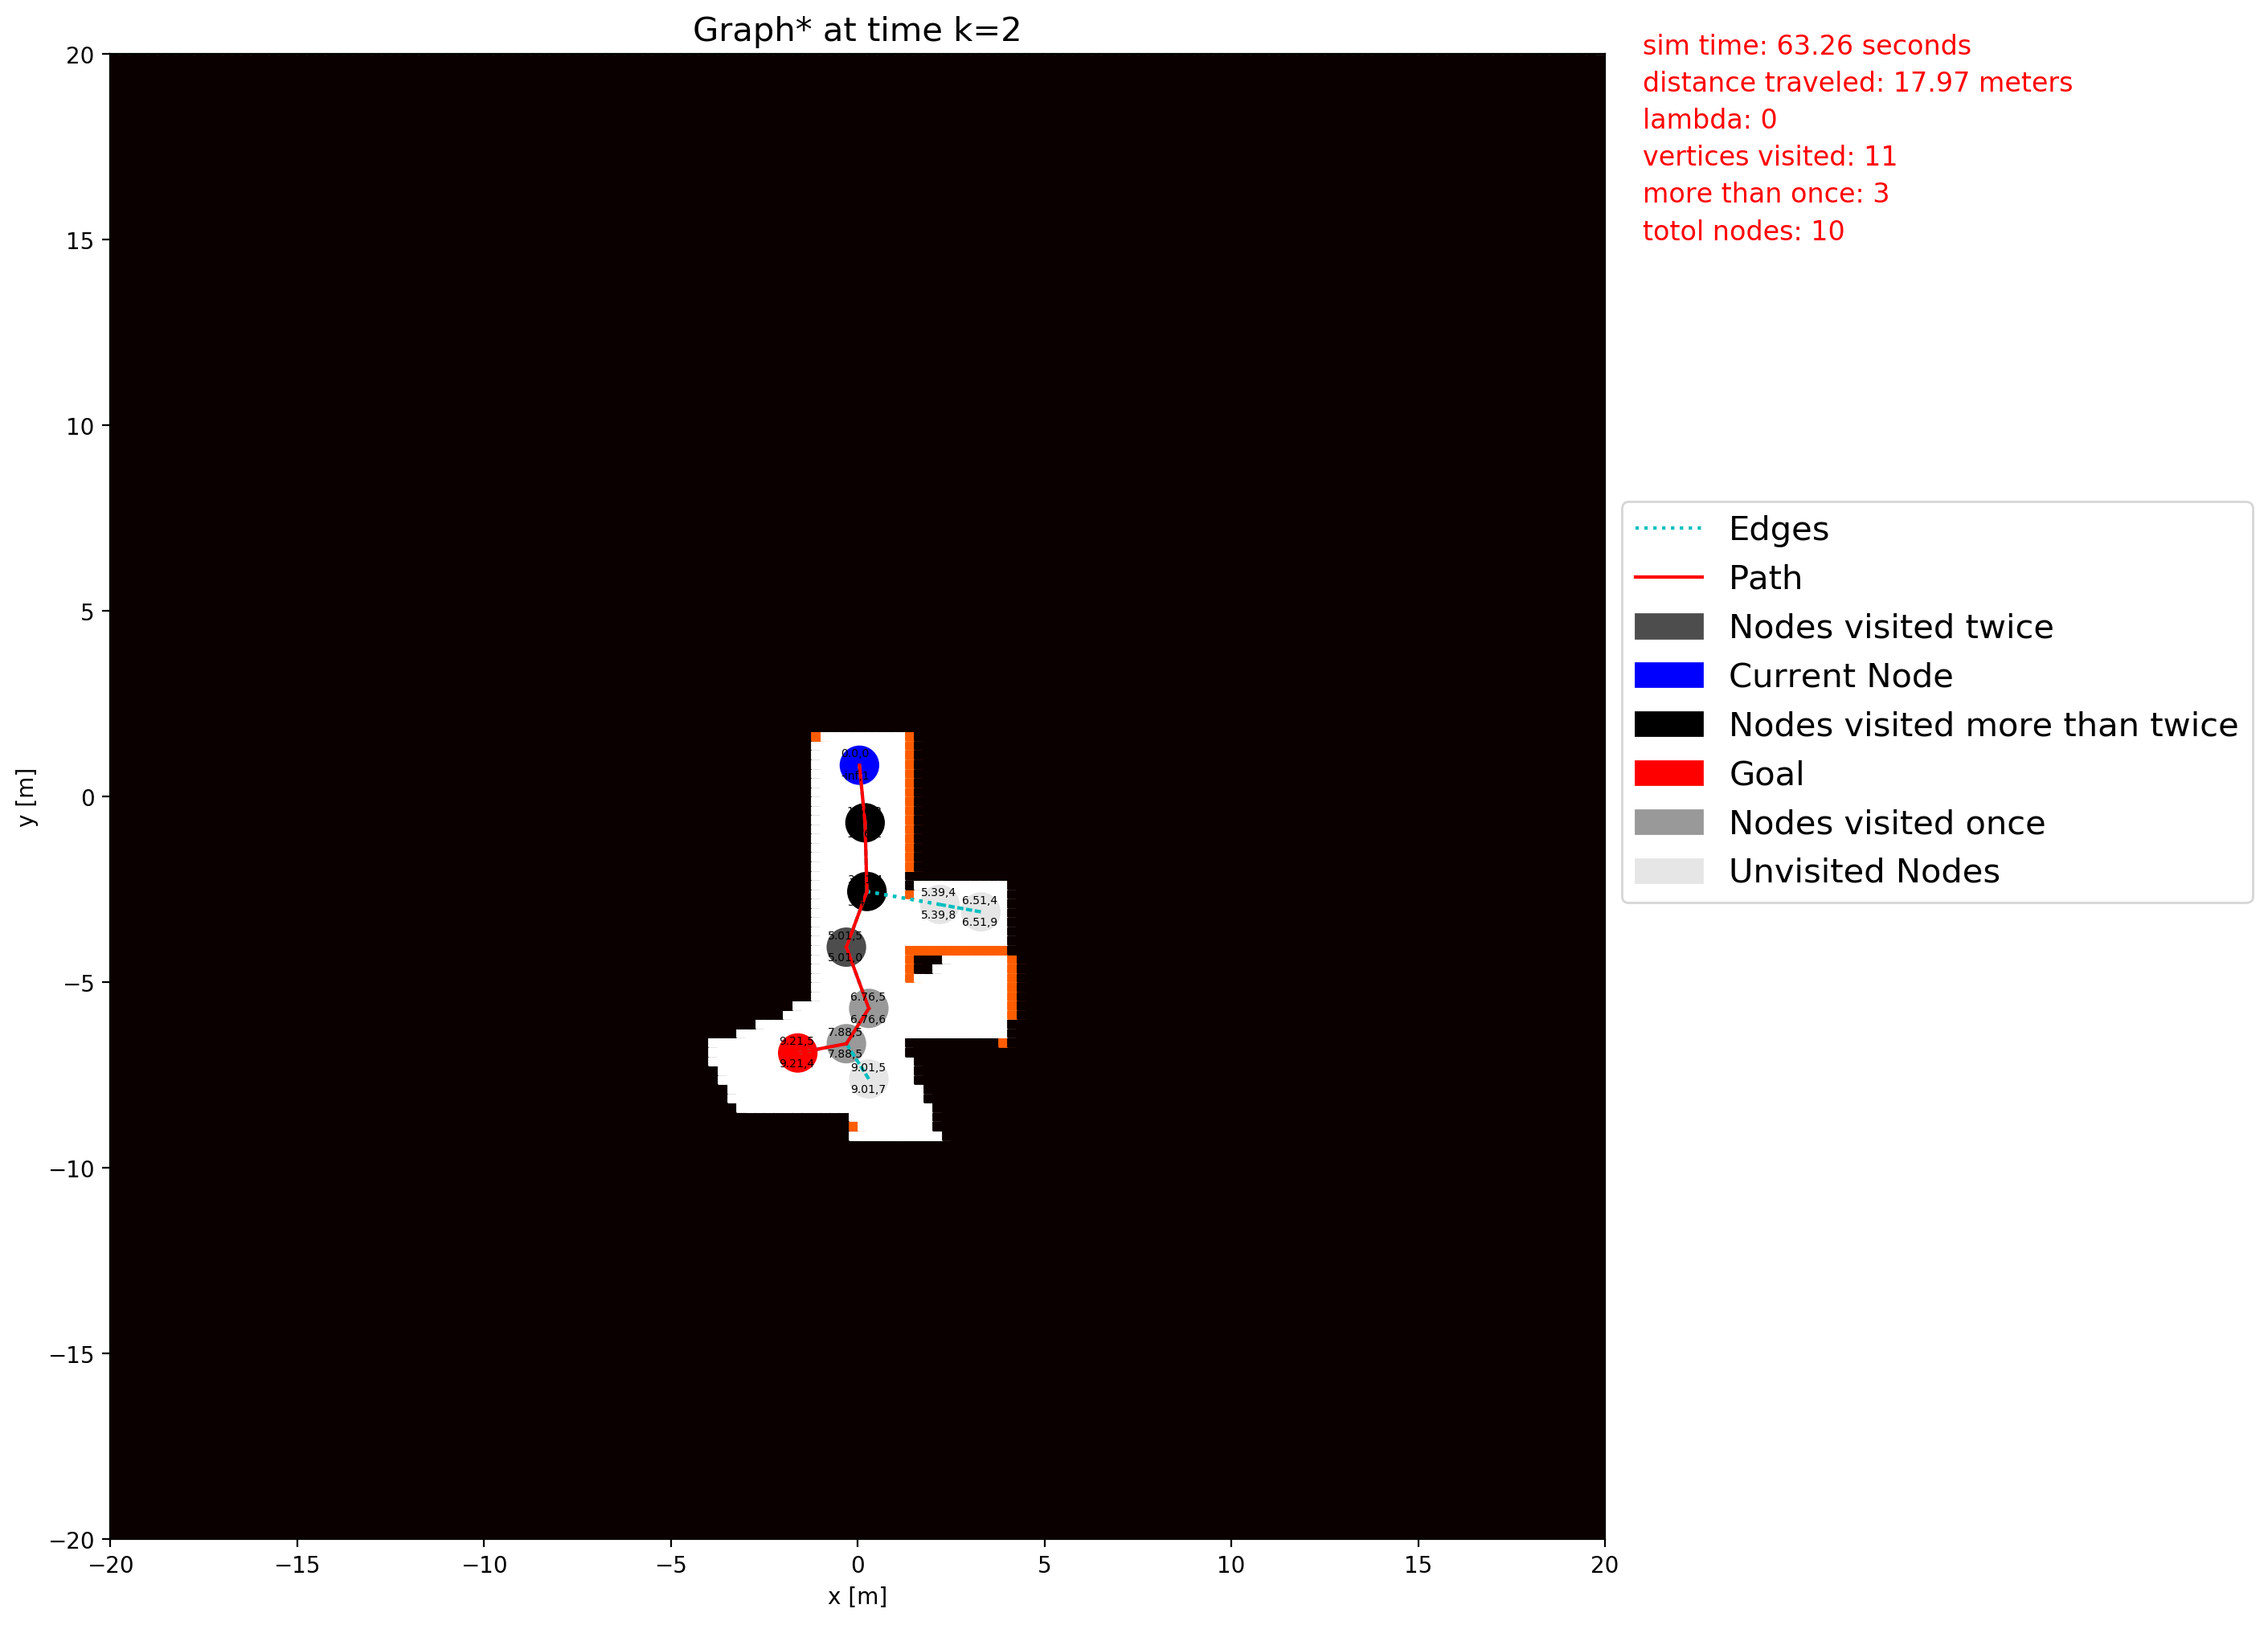 Graph* at time k=2
sim time: 63.26 seconds
distance traveled: 17.97 meters
lambda: 0
vertices visited: 11
more than once: 3
totol nodes: 10
20
15
10
5
0
−5
−10
−15
−20
y [m]
5.39,4
5.39,8
6.51,4
6.51,9
5.01,5
5.01,0
6.76,5
6.76,6
7.88,5
7.88,5
9.21,5
9.21,4
9.01,5
9.01,7
−20
−15
−10
−5
0
5
10
15
20
x [m]
Edges
Path
Nodes visited twice
Current Node
Nodes visited more than twice
Goal
Nodes visited once
Unvisited Nodes